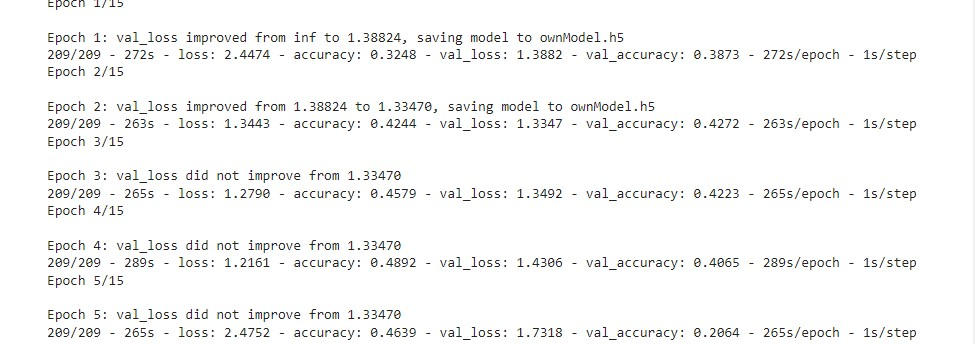 Epoch 1/15
Epoch 1: val_loss improved from inf to 1.38824, saving model to ownModel.h5
209/209 - 272s - loss: 2.4474 - accuracy: 0.3248 - val_loss: 1.3882 - val_accuracy: 0.3873 - 272s/epoch - 1s/step
Epoch 2/15
Epoch 2: val_loss improved from 1.38824 to 1.33470, saving model to ownModel.h5
209/209 - 263s - loss: 1.3443 - accuracy: 0.4244 - val_loss: 1.3347 - val_accuracy: 0.4272 - 263s/epoch - 1s/step
Epoch 3/15
Epoch 3: val_loss did not improve from 1.33470
209/209 - 265s - loss: 1.2790 - accuracy: 0.4579 - val_loss: 1.3492 - val_accuracy: 0.4223 - 265s/epoch - 1s/step
Epoch 4/15
Epoch 4: val_loss did not improve from 1.33470
209/209 - 289s - loss: 1.2161 - accuracy: 0.4892 - val_loss: 1.4306 - val_accuracy: 0.4065 - 289s/epoch - 1s/step
Epoch 5/15
Epoch 5: val_loss did not improve from 1.33470
209/209 - 265s - loss: 2.4752 - accuracy: 0.4639 - val_loss: 1.7318 - val_accuracy: 0.2064 - 265s/epoch - 1s/step